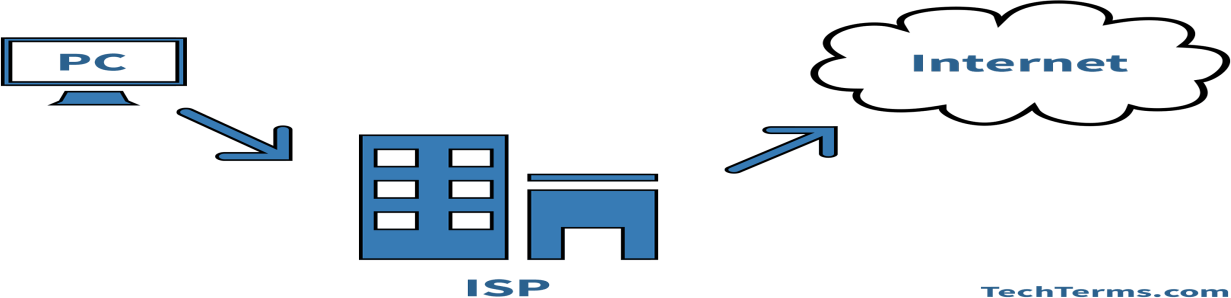 PC
Internet
ISP
TechTerms.com